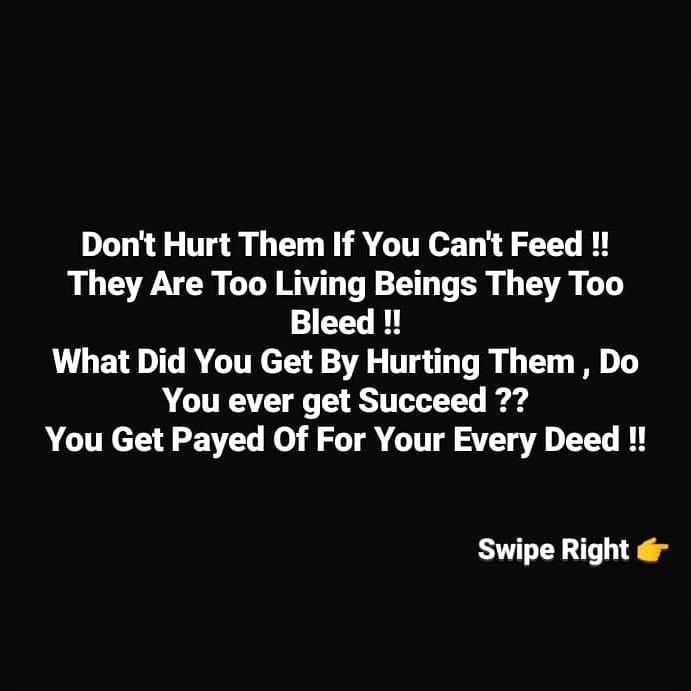 Don't Hurt Them If You Can't Feed !!
They Are Too Living Beings They Too
Bleed !!
What Did You Get By Hurting Them , Do
You ever get Succeed ??
You Get Payed Of For Your Every Deed !!
Swipe Right 👉